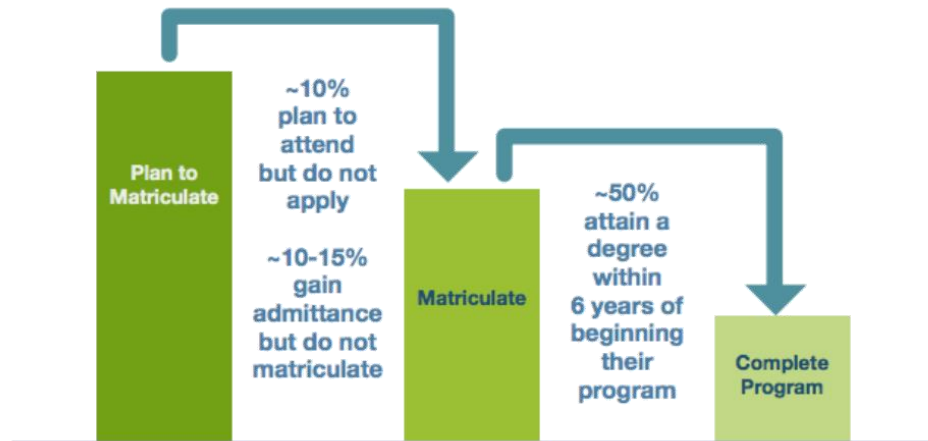 Plan to
Matriculate
~10%
plan to
attend
but do not
apply
~10-15%
gain
admittance
but do not
matriculate
Matriculate
~50%
attain a
degree
within
6 years of
beginning
their
program
Complete
Program